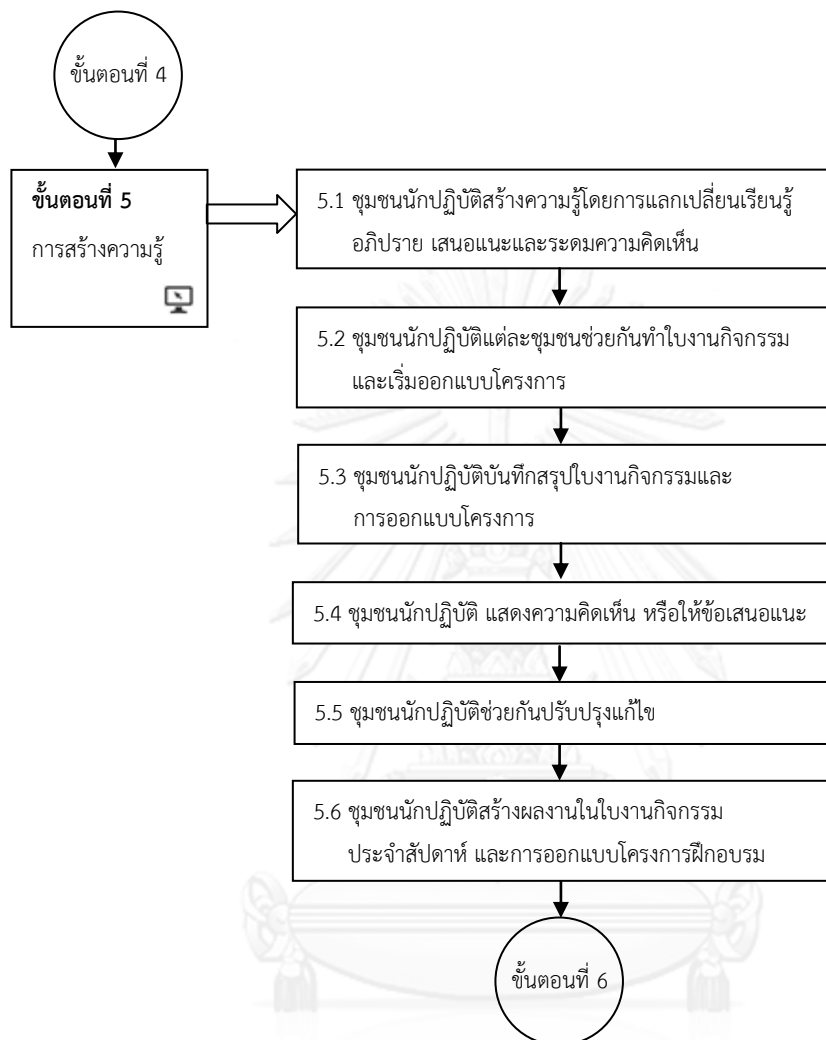 ขั้นตอนที่ 4
ขั้นตอนที่ 5
การสร้างความรู้
5.1 ชุมชนนักปฏิบัติสร้างความรู้โดยการแลกเปลี่ยนเรียนรู้
อภิปราย เสนอแนะและระดมความคิดเห็น
5.2 ชุมชนนักปฏิบัติแต่ละชุมชนช่วยกันทำใบงานกิจกรรม
และเริ่มออกแบบโครงการ
5.3 ชุมชนนักปฏิบัติบันทึกสรุปใบงานกิจกรรมและ
การออกแบบโครงการ
5.4 ชุมชนนักปฏิบัติ แสดงความคิดเห็น หรือให้ข้อเสนอแนะ
5.5 ชุมชนนักปฏิบัติช่วยกันปรับปรุงแก้ไข
5.6 ชุมชนนักปฏิบัติสร้างผลงานในใบงานกิจกรรม
ประจำสัปดาห์ และการออกแบบโครงการฝึกอบรม
ขั้นตอนที่ 6